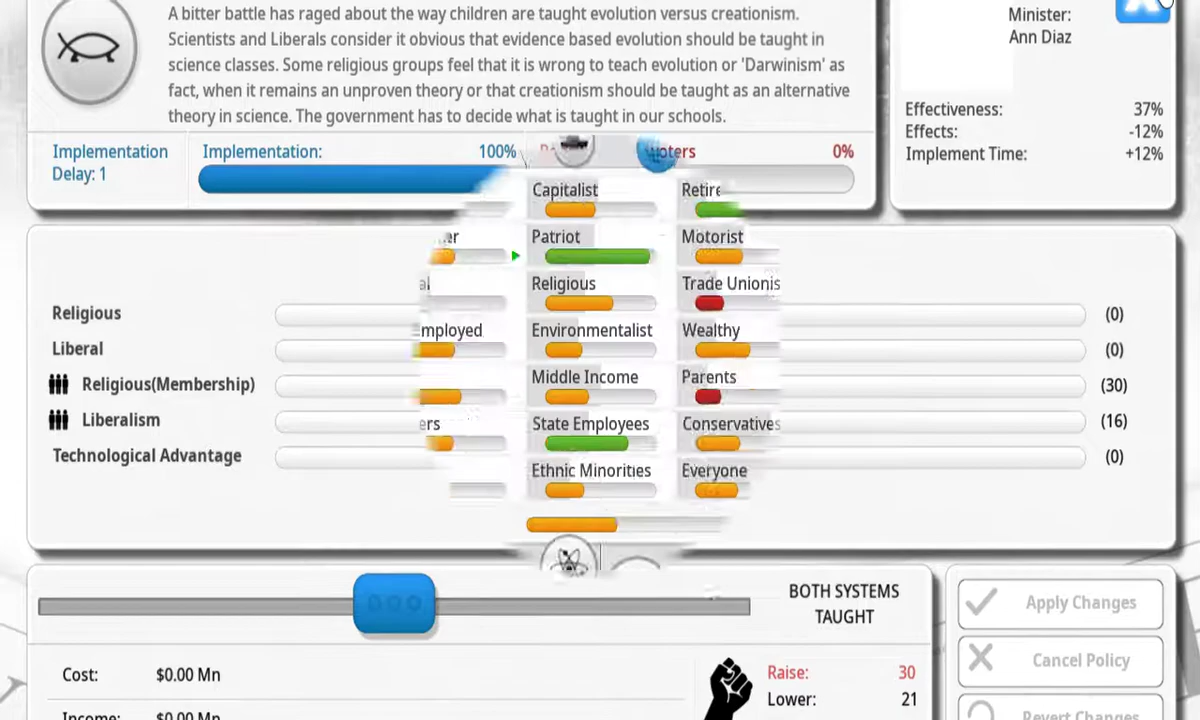 A bitter battle has raged about the way children are taught evolution versus creationism.
Scientists and Liberals consider it obvious that evidence based evolution should be taught in
science classes. Some religious groups feel that it is wrong to teach evolution or 'Darwinism' as
fact, when it remains an unproven theory or that creationism should be taught as an alternative
theory in science. The government has to decide what is taught in our schools.
Minister:
Ann Diaz
Effectiveness: 37%
Effects: -12%
Implement Time: +12%
Implementation
Delay: 1
Implementation: 100%
0%
Capitalist
Patriot Motorist
Religious
Environmentalist Wealthy
Middle Income Parents
State Employees Conservatives
Ethnic Minorities Everyone
Religious (0)
Liberal (0)
Religious(Membership) (30)
Liberalism (16)
Technological Advantage (0)
BOTH SYSTEMS
TAUGHT
Apply Changes
Cancel Policy
Revert Changes
Cost: $0.00 Mn
Income: $0.00 Mn
Raise: 30
Lower: 21